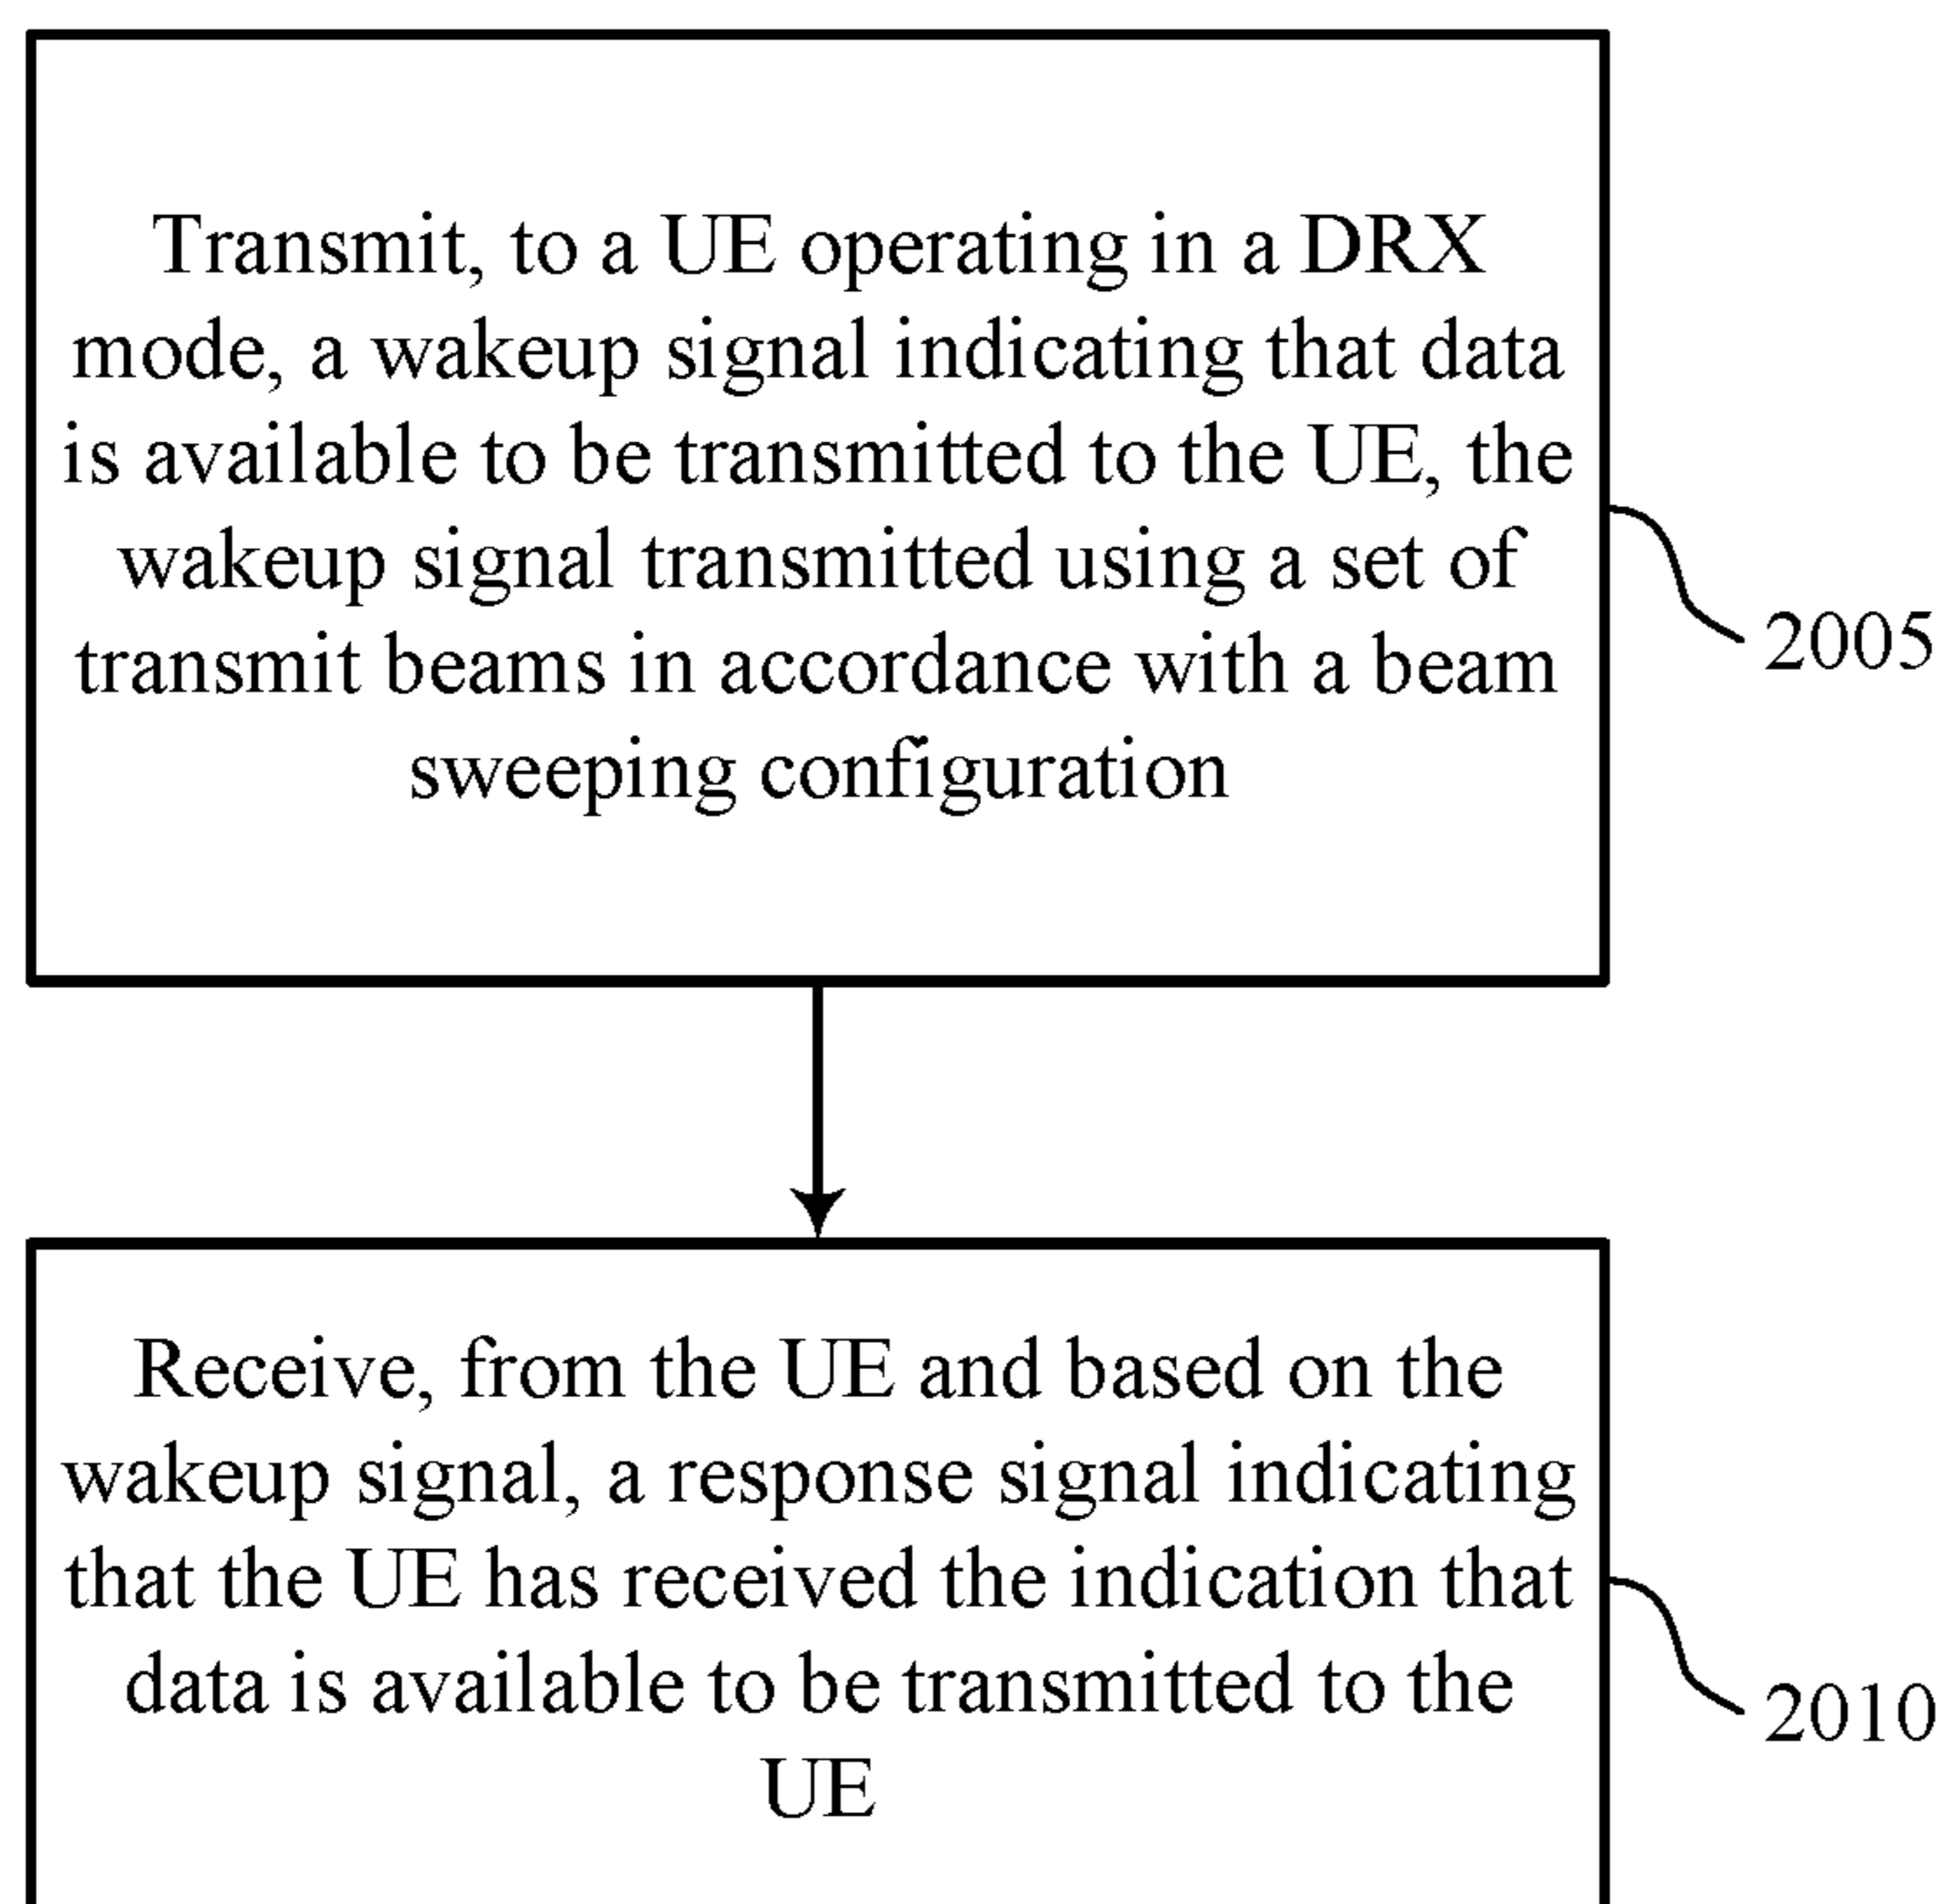 Transmit, to a UE operating in a DRX
mode, a wakeup signal indicating that data
is available to be transmitted to the UE, the
wakeup signal transmitted using a set of
transmit beams in accordance with a beam
sweeping configuration
2005
Receive, from the UE and based on the
wakeup signal, a response signal indicating
that the UE has received the indication that
data is available to be transmitted to the
UE
2010